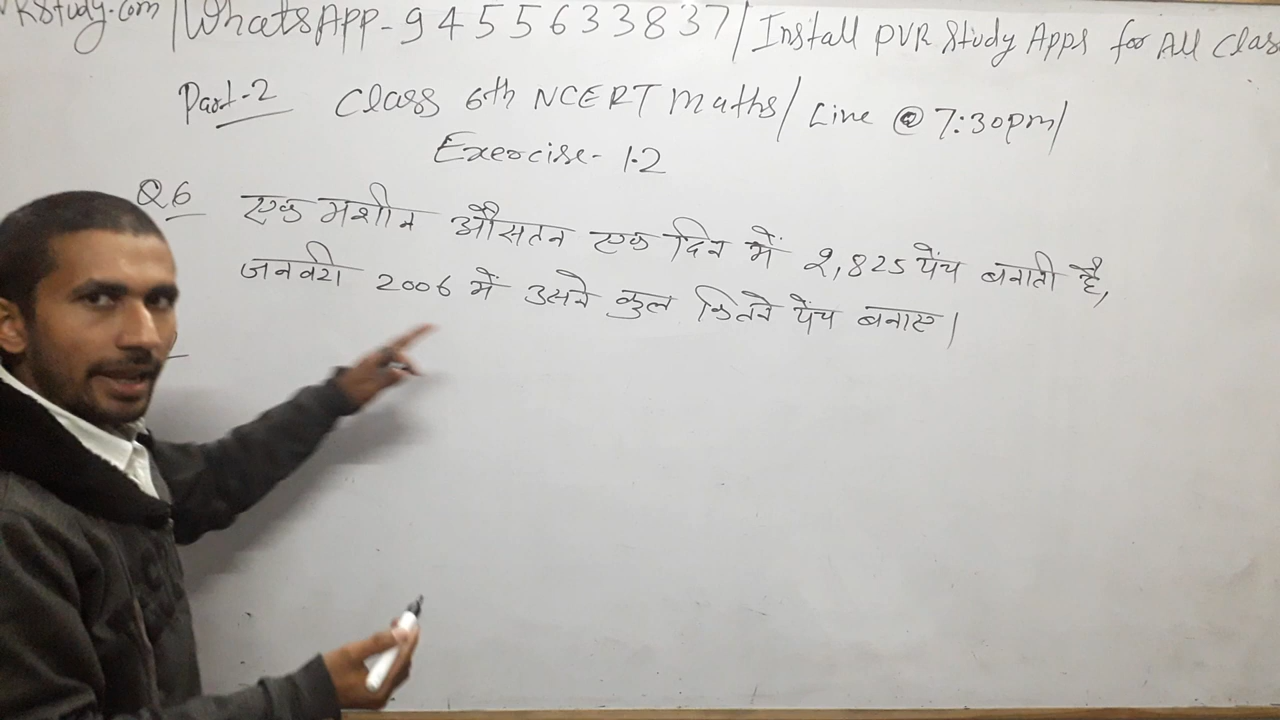 KStudy.com/WhatsApp-9455633837/Install PVR Study Apps for All Clas
Part-2 Class 6th NCERT Maths/ Live @ 7:30pm/
Exercise- 1.2
Q6 एक मशीन औसतन एक दिन में 2,825 पेंच बनाती है,
जनवरी 2006 में उसने कुल कितने पेंच बनाए।